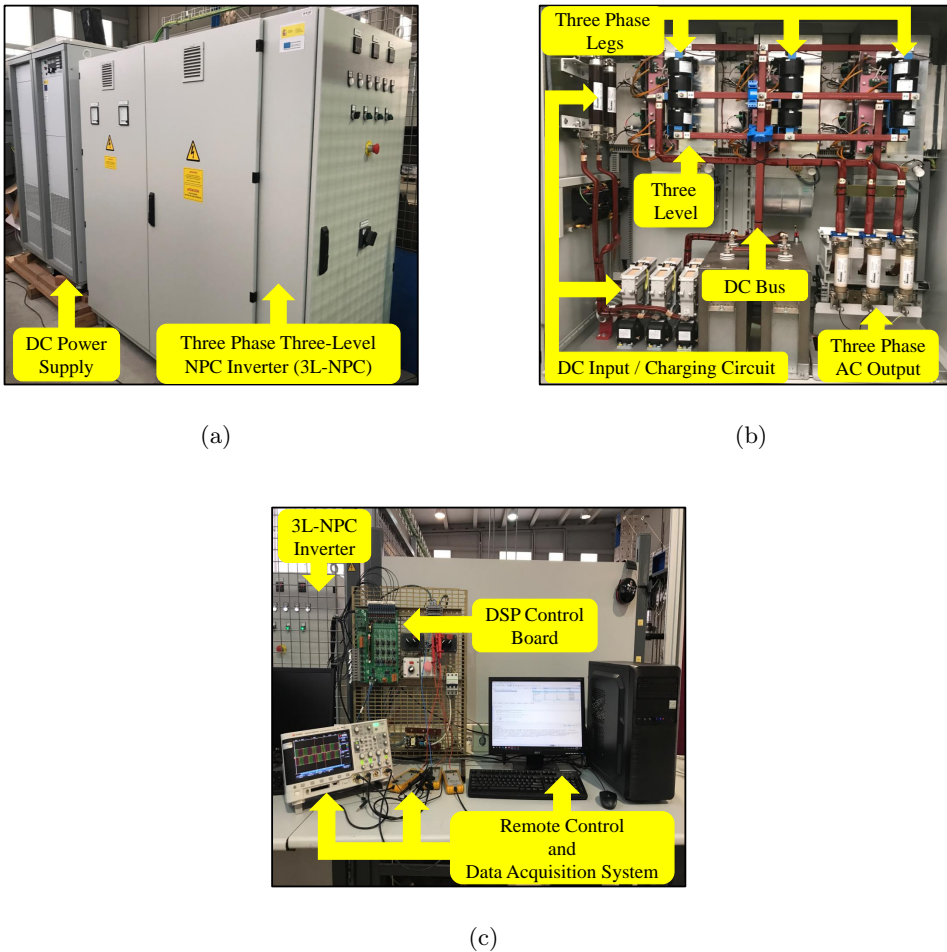 DC Power
Supply
Three Phase Three-Level
NPC Inverter (3L-NPC)
(a)
Three Phase
Legs
Three
Level
DC Bus
DC Input / Charging Circuit
Three Phase
AC Output
(b)
3L-NPC
Inverter
DSP Control
Board
Remote Control
and
Data Acquisition System
(c)